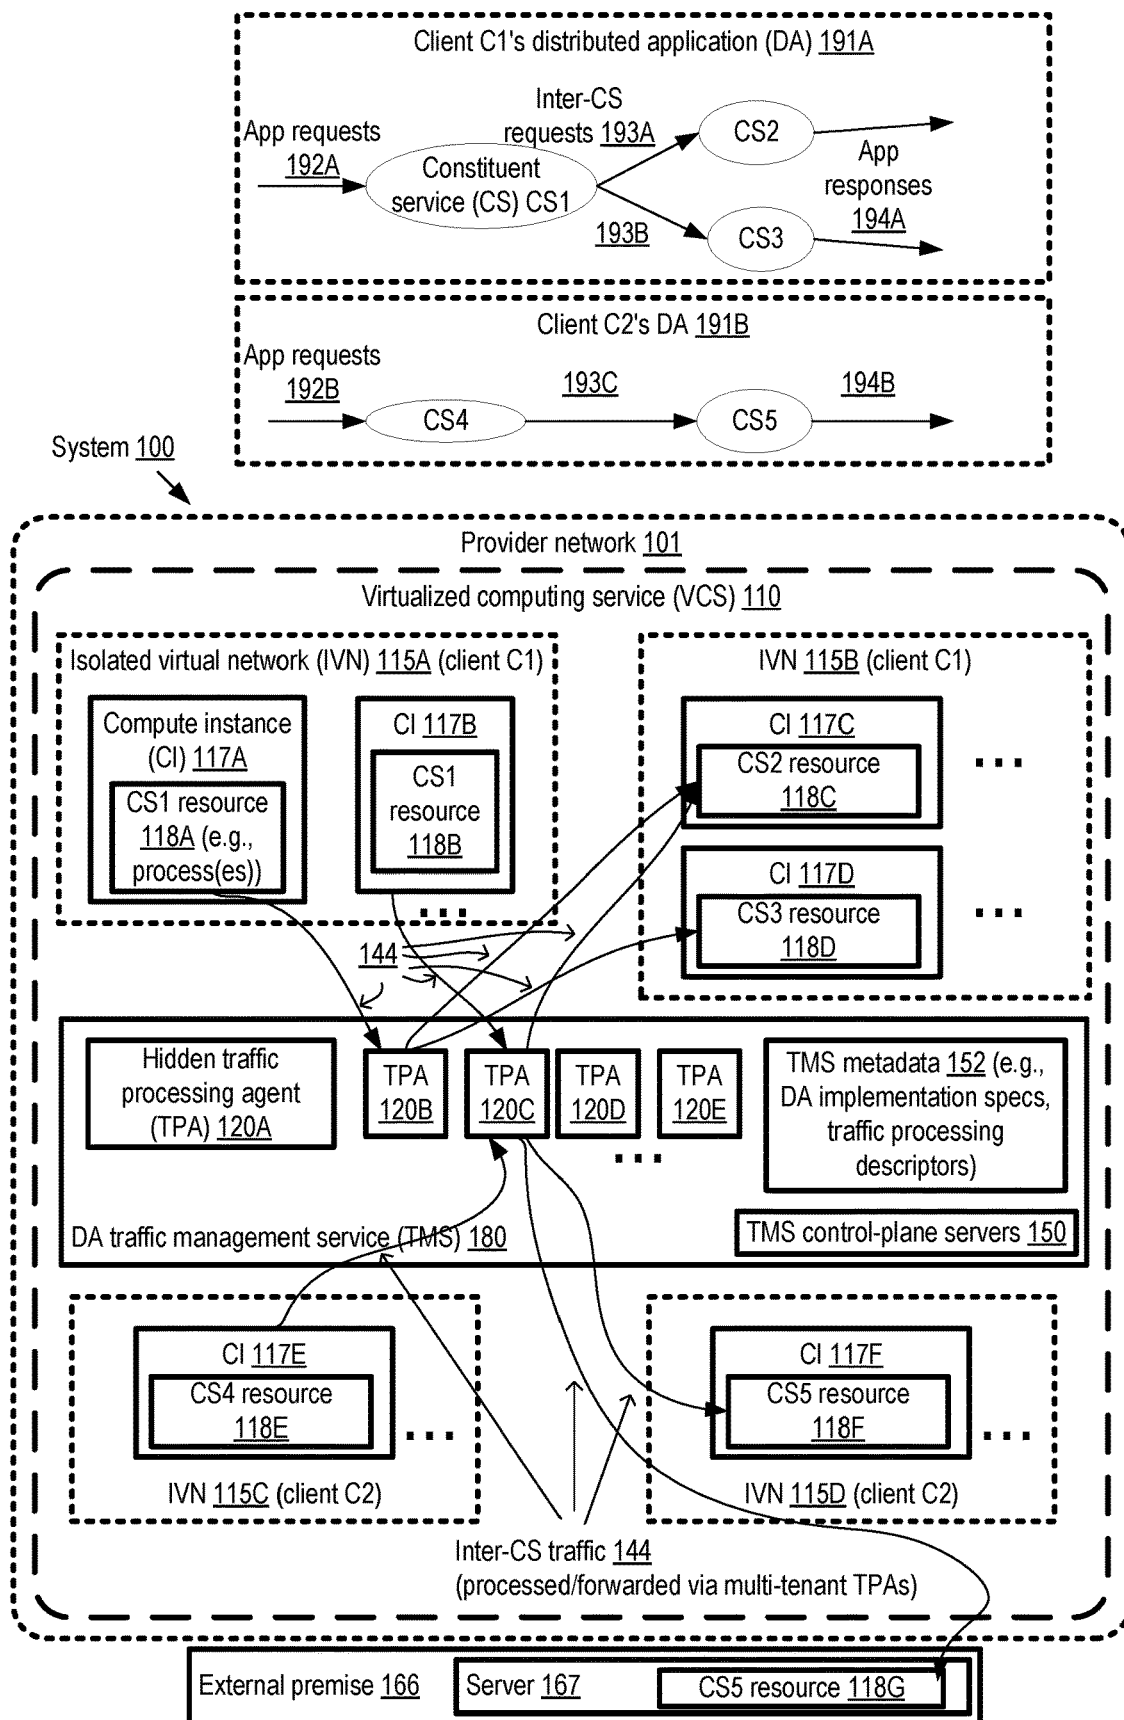 Client C1's distributed application (DA) 191A
Inter-CS
requests 193A
App requests
192A
Constituent
service (CS) CS1
CS2
App
responses
194A
193B
CS3
Client C2's DA 191B
App requests
192B
CS4
193C
CS5
194B
System 100
Provider network 101
Virtualized computing service (VCS) 110
Isolated virtual network (IVN) 115A (client C1)
Compute instance
(CI) 117A
CS1 resource
118A (e.g.,
process(es))
CI 117B
CS1
resource
118B
...
IVN 115B (client C1)
CI 117C
CS2 resource
118C
...
CI 117D
CS3 resource
118D
...
144
Hidden traffic
processing agent
(TPA) 120A
TPA
120B
TPA
120C
TPA
120D
TPA
120E
...
TMS metadata 152 (e.g.,
DA implementation specs,
traffic processing
descriptors)
DA traffic management service (TMS) 180
TMS control-plane servers 150
CI 117E
CS4 resource
118E
...
IVN 115C (client C2)
CI 117F
CS5 resource
118F
...
IVN 115D (client C2)
Inter-CS traffic 144
(processed/forwarded via multi-tenant TPAs)
External premise 166
Server 167
CS5 resource 118G